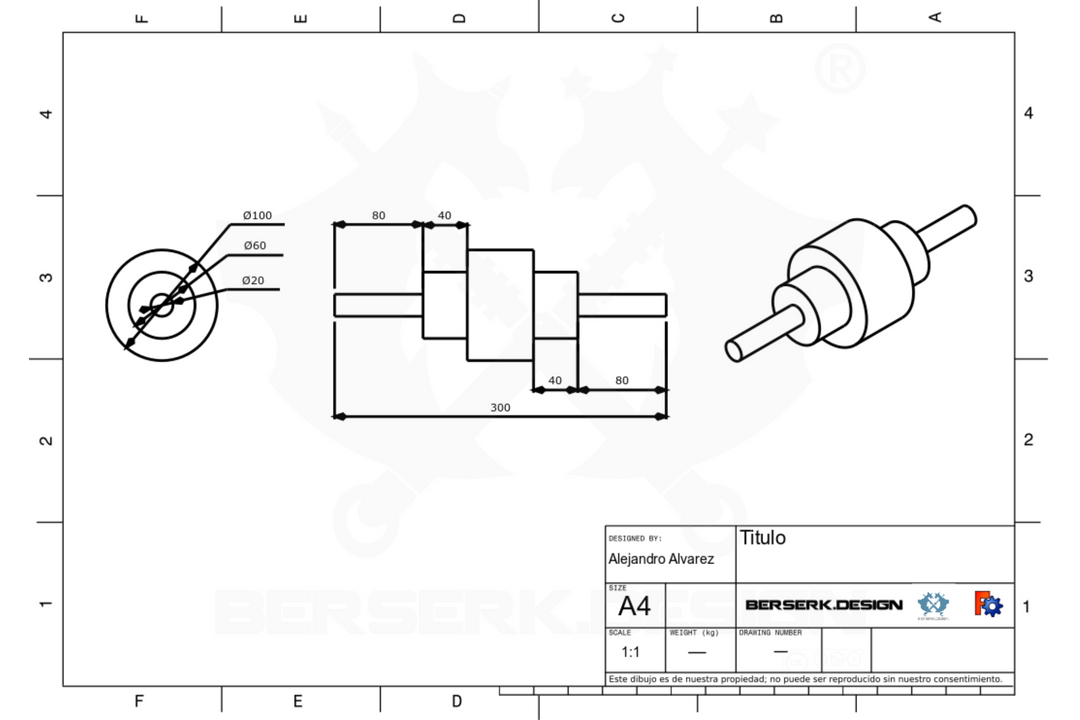 F E D C B A
®
4 4
Ø100
80 40
Ø60
3 3
Ø20
40 80
300
2 2
DESIGNED BY:
Alejandro Alvarez
Titulo
SIZE
A4
BERSERK.DESIGN
BERSERK.DESIGN
1 1
SCALE
WEIGHT (kg)
DRAWING NUMBER
1:1
—
—
Este dibujo es de nuestra propiedad; no puede ser reproducido sin nuestro consentimiento.
F E D